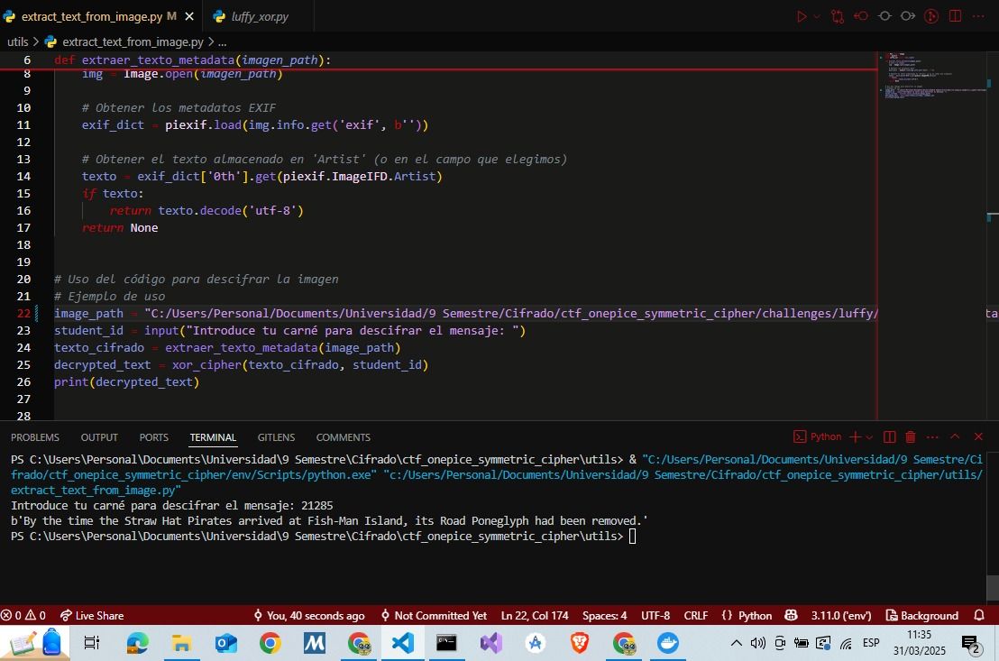 extract_text_from_image.py M
luffy_xor.py
utils > extract_text_from_image.py > ...
6 def extraer_texto_metadata(imagen_path):
8 img = Image.open(imagen_path)
9
10 # Obtener los metadatos EXIF
11 exif_dict = piexif.load(img.info.get('exif', b''))
12
13 # Obtener el texto almacenado en 'Artist' (o en el campo que elegimos)
14 texto = exif_dict['0th'].get(piexif.ImageIFD.Artist)
15 if texto:
16 return texto.decode('utf-8')
17 return None
18
19
20 # Uso del código para descifrar la imagen
21 # Ejemplo de uso
22 image_path = "C:/Users/Personal/Documents/Universidad/9 Semestre/Cifrado/ctf_onepice_symmetric_cipher/challenges/luffy/ ta
23 student_id = input("Introduce tu carné para descifrar el mensaje: ")
24 texto_cifrado = extraer_texto_metadata(image_path)
25 decrypted_text = xor_cipher(texto_cifrado, student_id)
26 print(decrypted_text)
27
28
PROBLEMS OUTPUT PORTS TERMINAL GITLENS COMMENTS
Python
PS C:\Users\Personal\Documents\Universidad\9 Semestre\Cifrado\ctf_onepice_symmetric_cipher\utils> & "C:/Users/Personal/Documents/Universidad/9 Semestre/Ci
frado/ctf_onepice_symmetric_cipher/env/Scripts/python.exe" "c:/Users/Personal/Documents/Universidad/9 Semestre/Cifrado/ctf_onepice_symmetric_cipher/utils/
extract_text_from_image.py"
Introduce tu carné para descifrar el mensaje: 21285
b'By the time the Straw Hat Pirates arrived at Fish-Man Island, its Road Poneglyph had been removed.'
PS C:\Users\Personal\Documents\Universidad\9 Semestre\Cifrado\ctf_onepice_symmetric_cipher\utils>
0 0 Live Share You, 40 seconds ago Not Committed Yet Ln 22, Col 174 Spaces: 4 UTF-8 CRLF {} Python 3.11.0 ('env') Background
ESP
11:35
31/03/2025
2